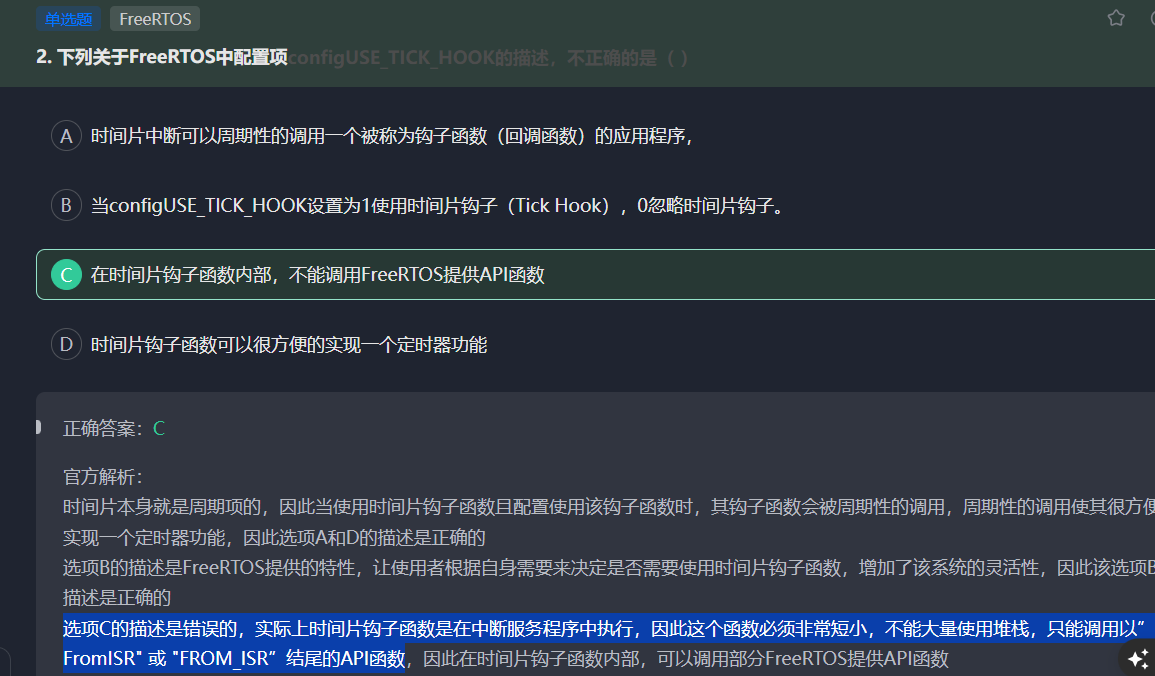 单选题 FreeRTOS
2. 下列关于FreeRTOS中配置项configUSE_TICK_HOOK的描述，不正确的是（ ）
A 时间片中断可以周期性的调用一个被称为钩子函数（回调函数）的应用程序，
B 当configUSE_TICK_HOOK设置为1使用时间片钩子（Tick Hook），0忽略时间片钩子。
C 在时间片钩子函数内部，不能调用FreeRTOS提供API函数
D 时间片钩子函数可以很方便的实现一个定时器功能
正确答案：C
官方解析：
时间片本身就是周期项的，因此当使用时间片钩子函数且配置使用该钩子函数时，其钩子函数会被周期性的调用，周期性的调用使其很方便
实现一个定时器功能，因此选项A和D的描述是正确的
选项B的描述是FreeRTOS提供的特性，让使用者根据自身需要来决定是否需要使用时间片钩子函数，增加了该系统的灵活性，因此该选项B
描述是正确的
选项C的描述是错误的，实际上时间片钩子函数是在中断服务程序中执行，因此这个函数必须非常短小，不能大量使用堆栈，只能调用以”
FromISR" 或 "FROM_ISR”结尾的API函数，因此在时间片钩子函数内部，可以调用部分FreeRTOS提供API函数